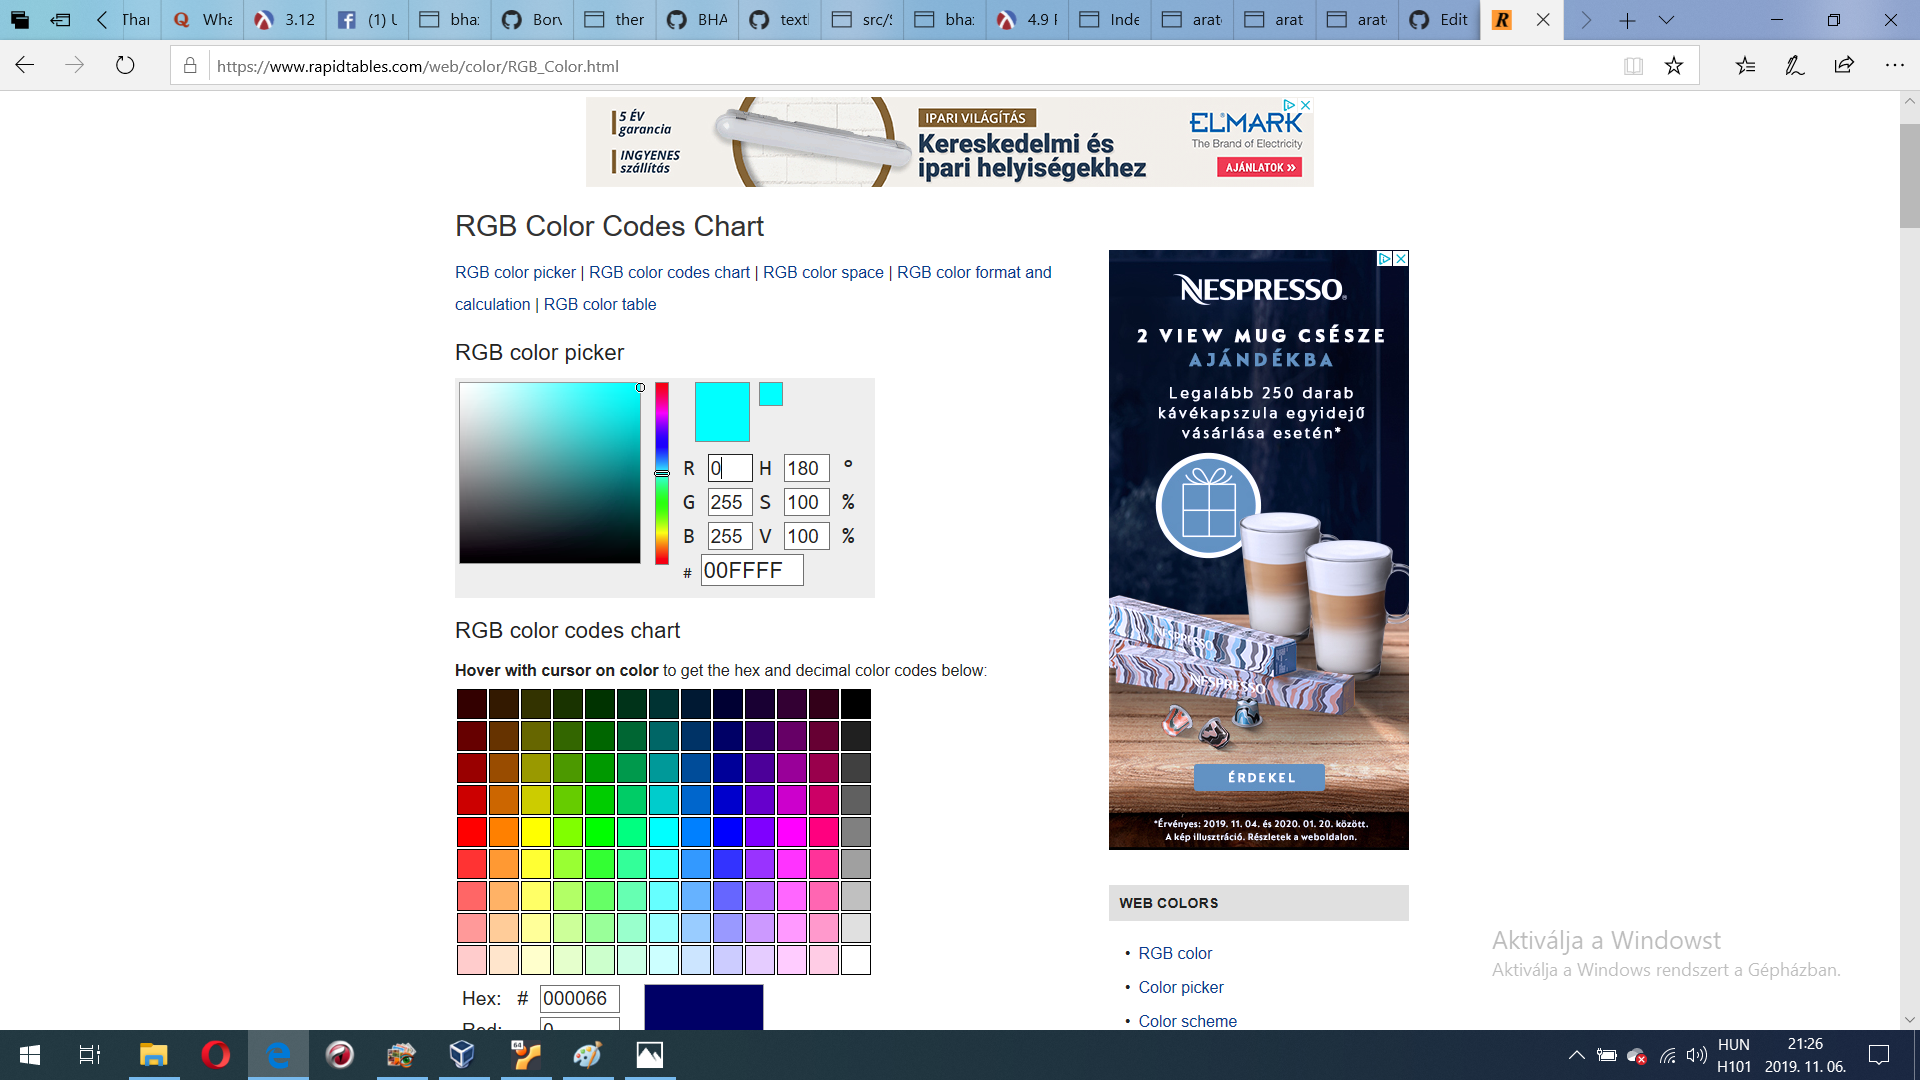 Thar
Wha
3.12
(1) U
bha:
Borv
ther
BHA
textl
src/S
bha:
4.9 F
Inde
arat
arat
arat
Edit
https://www.rapidtables.com/web/color/RGB_Color.html
5 ÉV
garancia
INGYENES
szállítás
IPARI VILÁGÍTÁS
Kereskedelmi és
ipari helyiségekhez
ELMARK
The Brand of Electricity
AJÁNLATOK »
RGB Color Codes Chart
RGB color picker | RGB color codes chart | RGB color space | RGB color format and
calculation | RGB color table
RGB color picker
R 0 H 180 °
G 255 S 100 %
B 255 V 100 %
# 00FFFF
RGB color codes chart
Hover with cursor on color to get the hex and decimal color codes below:
Hex: # 000066
Red: 0
NESPRESSO
2 VIEW MUG CSÉSZE
AJÁNDÉKBA
Legalább 250 darab
kávékapszula egyidejű
vásárlása esetén*
NESPRESSO
NESPRESSO
ÉRDEKEL
*Érvényes: 2019. 11. 04. és 2020. 01. 20. között.
A kép illusztráció. Részletek a weboldalon.
WEB COLORS
• RGB color
• Color picker
• Color scheme
Aktiválja a Windowst
Aktiválja a Windows rendszert a Gépházban.
64
HUN
H101
21:26
2019. 11. 06.